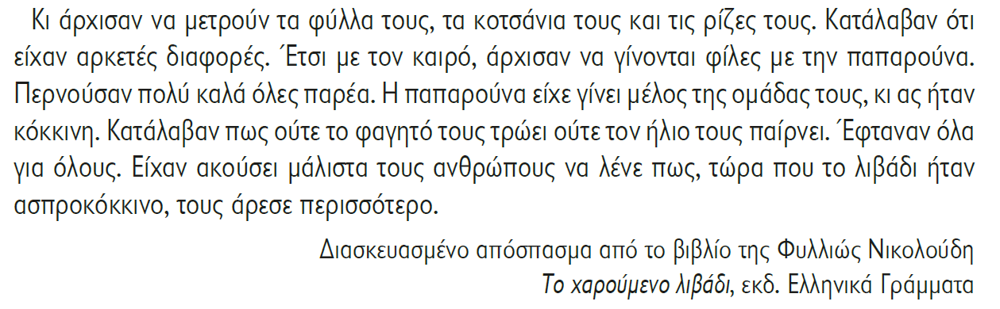 Κι άρχισαν να μετρούν τα φύλλα τους, τα κοτσάνια τους και τις ρίζες τους. Κατάλαβαν ότι
είχαν αρκετές διαφορές. Έτσι με τον καιρό, άρχισαν να γίνονται φίλες με την παπαρούνα.
Περνούσαν πολύ καλά όλες παρέα. Η παπαρούνα είχε γίνει μέλος της ομάδας τους, κι ας ήταν
κόκκινη. Κατάλαβαν πως ούτε το φαγητό τους τρώει ούτε τον ήλιο τους παίρνει. Έφταναν όλα
για όλους. Είχαν ακούσει μάλιστα τους ανθρώπους να λένε πως, τώρα που το λιβάδι ήταν
ασπροκόκκινο, τους άρεσε περισσότερο.
Διασκευασμένο απόσπασμα από το βιβλίο της Φυλλιώς Νικολούδη
Το χαρούμενο λιβάδι, εκδ. Ελληνικά Γράμματα